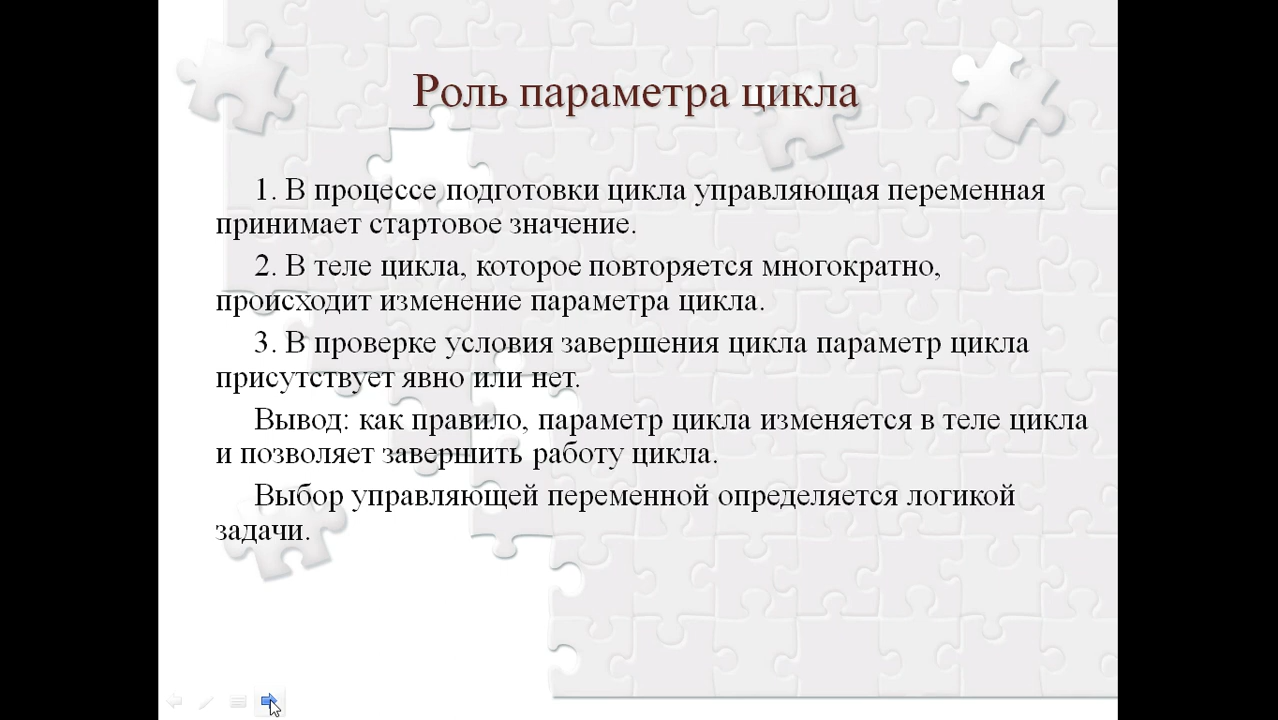 Роль параметра цикла
1. В процессе подготовки цикла управляющая переменная
принимает стартовое значение.
2. В теле цикла, которое повторяется многократно,
происходит изменение параметра цикла.
3. В проверке условия завершения цикла параметр цикла
присутствует явно или нет.
Вывод: как правило, параметр цикла изменяется в теле цикла
и позволяет завершить работу цикла.
Выбор управляющей переменной определяется логикой
задачи.